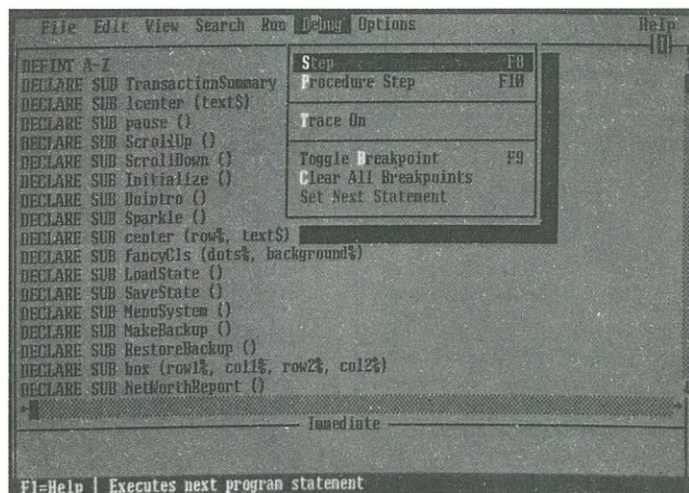 File Edit View Search Run Debug Options Help
DEFINT A-Z
DECLARE SUB TransactionSummary
DECLARE SUB lcenter (text$)
DECLARE SUB pause ()
DECLARE SUB ScrollUp ()
DECLARE SUB ScrollDown ()
DECLARE SUB Initialize ()
DECLARE SUB DoIntro ()
DECLARE SUB Sparkle ()
DECLARE SUB center (row%, text$)
DECLARE SUB FancyCls (dots%, background%)
DECLARE SUB LoadState ()
DECLARE SUB SaveState ()
DECLARE SUB MenuSystem ()
DECLARE SUB MakeBackup ()
DECLARE SUB RestoreBackup ()
DECLARE SUB box (row1%, col1%, row2%, col2%)
DECLARE SUB NetWorthReport ()
Step F8
Procedure Step F10
Trace On
Toggle Breakpoint F9
Clear All Breakpoints
Set Next Statement
Immediate
F1=Help | Executes next program statement